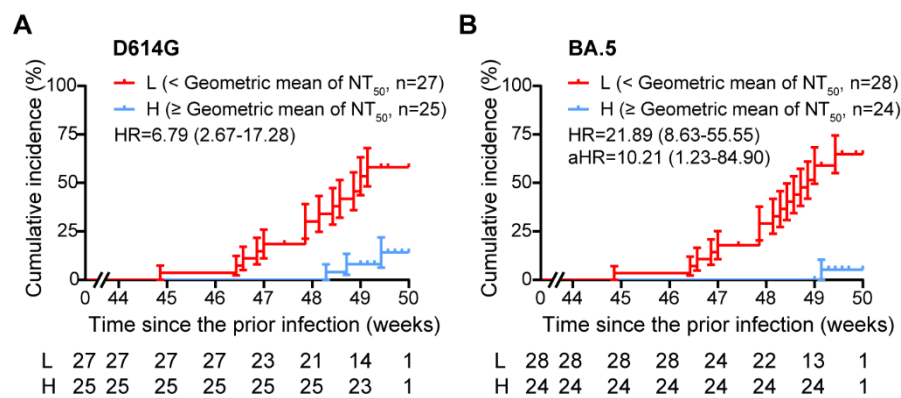 A
D614G
L (< Geometric mean of NT50, n=27)
H (≥ Geometric mean of NT50, n=25)
HR=6.79 (2.67-17.28)
Cumulative incidence (%)
100
75
50
25
0
0 44 45 46 47 48 49 50
Time since the prior infection (weeks)
L 27 27 27 27 23 21 14 1
H 25 25 25 25 25 25 23 1
B
BA.5
L (< Geometric mean of NT50, n=28)
H (≥ Geometric mean of NT50, n=24)
HR=21.89 (8.63-55.55)
aHR=10.21 (1.23-84.90)
Cumulative incidence (%)
100
75
50
25
0
0 44 45 46 47 48 49 50
Time since the prior infection (weeks)
L 28 28 28 28 24 22 13 1
H 24 24 24 24 24 24 24 1